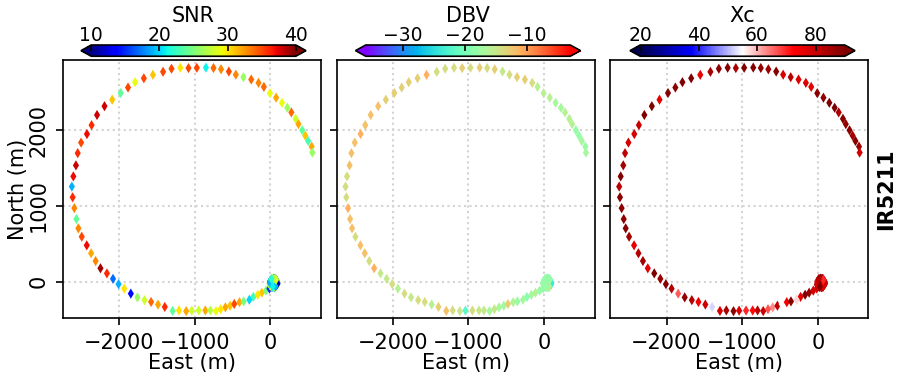 SNR DBV Xc
10 20 30 40 −30 −20 −10 20 40 60 80
North (m)
2000
1000
0
IR5211
−2000 −1000 0 −2000 −1000 0 −2000 −1000 0
East (m) East (m) East (m)